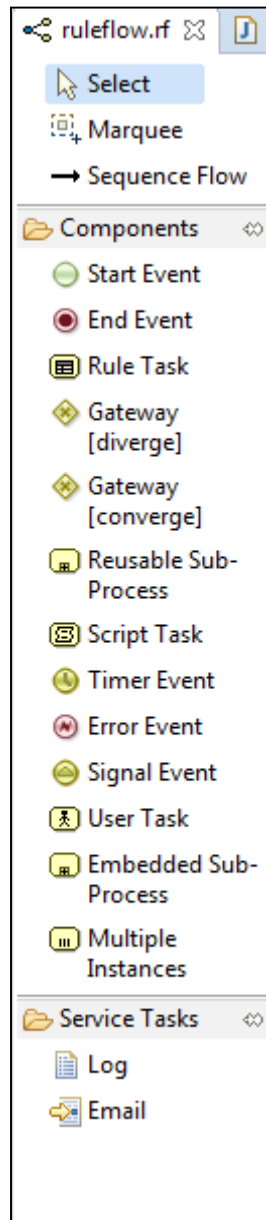 ruleflow.rf
Select
Marquee
Sequence Flow
Components
Start Event
End Event
Rule Task
Gateway
[diverge]
Gateway
[converge]
Reusable Sub-
Process
Script Task
Timer Event
Error Event
Signal Event
User Task
Embedded Sub-
Process
Multiple
Instances
Service Tasks
Log
Email